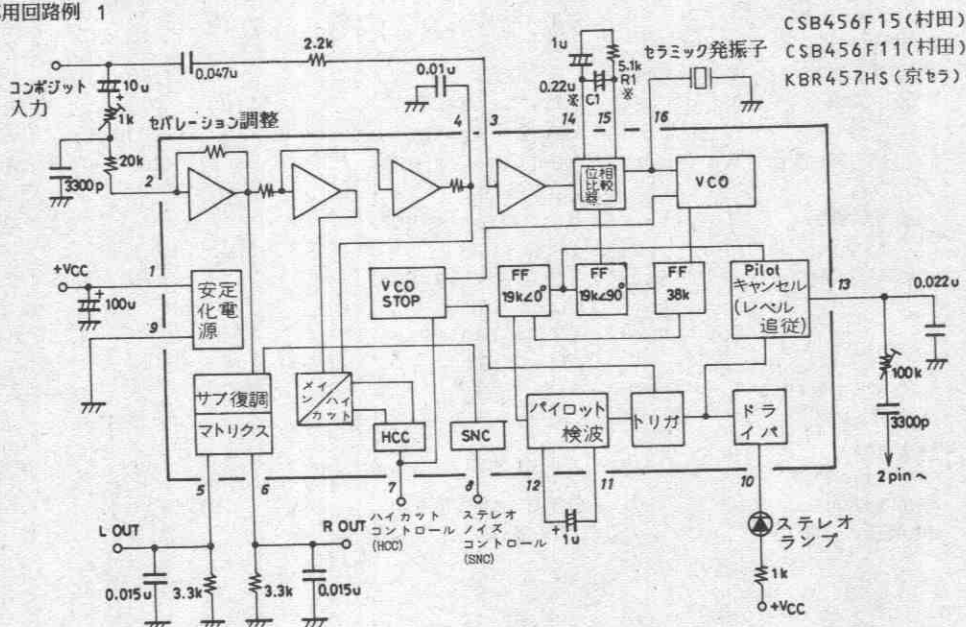 用回路例 1
CSB456F15(村田)
CSB456F11(村田)
KBR457HS(京セラ)
コンポジット
入力
10u
+
1k
セパレーション調整
0.047u
2.2k
0.01u
1u
5.1k
R1
※
0.22u
※
C1
セラミック発振子
4
3
14
15
16
20k
3300p
2
位相
比較
器
VCO
+VCC
1
+
100u
9
安定
化電
源
VCO
STOP
FF
19k∠0°
FF
19k∠90°
FF
38k
Pilot
キャンセル
(レベル
追従)
13
0.022u
100k
3300p
2pinへ
サブ復調
マトリクス
メイン
ハイカット
HCC
SNC
パイロット
検波
トリガ
ドラ
イバ
5
6
7
8
12
11
10
L OUT
R OUT
ハイカット
コントロール
(HCC)
ステレオ
ノイズ
コントロール
(SNC)
+
1u
ステレオ
ランプ
1k
+VCC
0.015u
3.3k
3.3k
0.015u